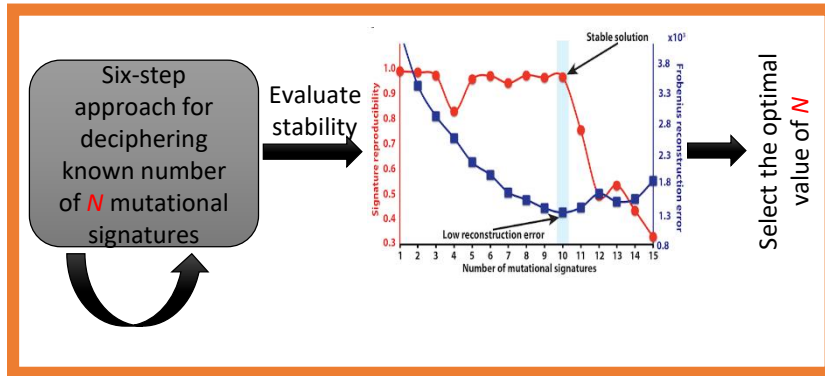 Six-step
approach for
deciphering
known number
of N mutational
signatures
Evaluate
stability
Stable solution
x10³
Signature reproducibility
1.0
0.9
0.8
0.7
0.6
0.5
0.4
0.3
1 2 3 4 5 6 7 8 9 10 11 12 13 14 15
Number of mutational signatures
Low reconstruction error
3.8
3.3
2.8
2.3
1.8
1.3
0.8
Frobenius reconstruction error
Select the optimal
value of N